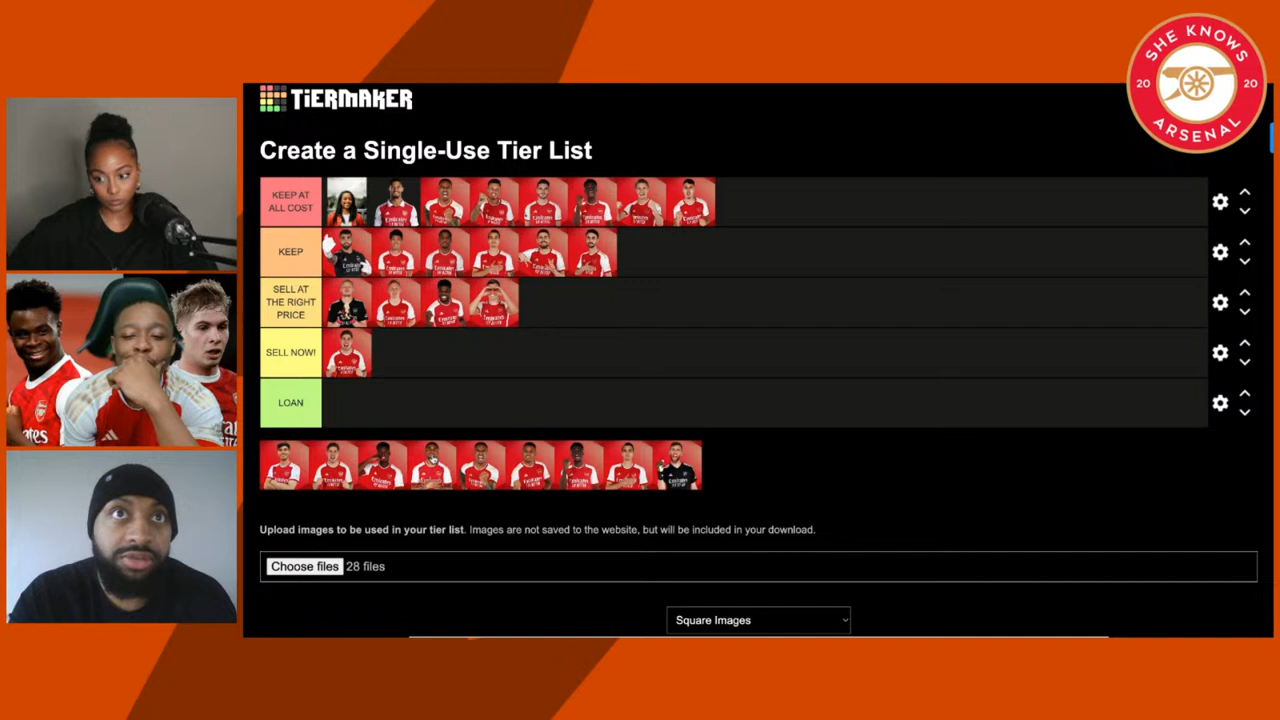 SHE KNOWS
20 20
ARSENAL
TiERMAKER
Create a Single-Use Tier List
KEEP AT
ALL COST
KEEP
SELL AT
THE RIGHT
PRICE
SELL NOW!
LOAN
Upload images to be used in your tier list. Images are not saved to the website, but will be included in your download.
Choose files 28 files
Square Images